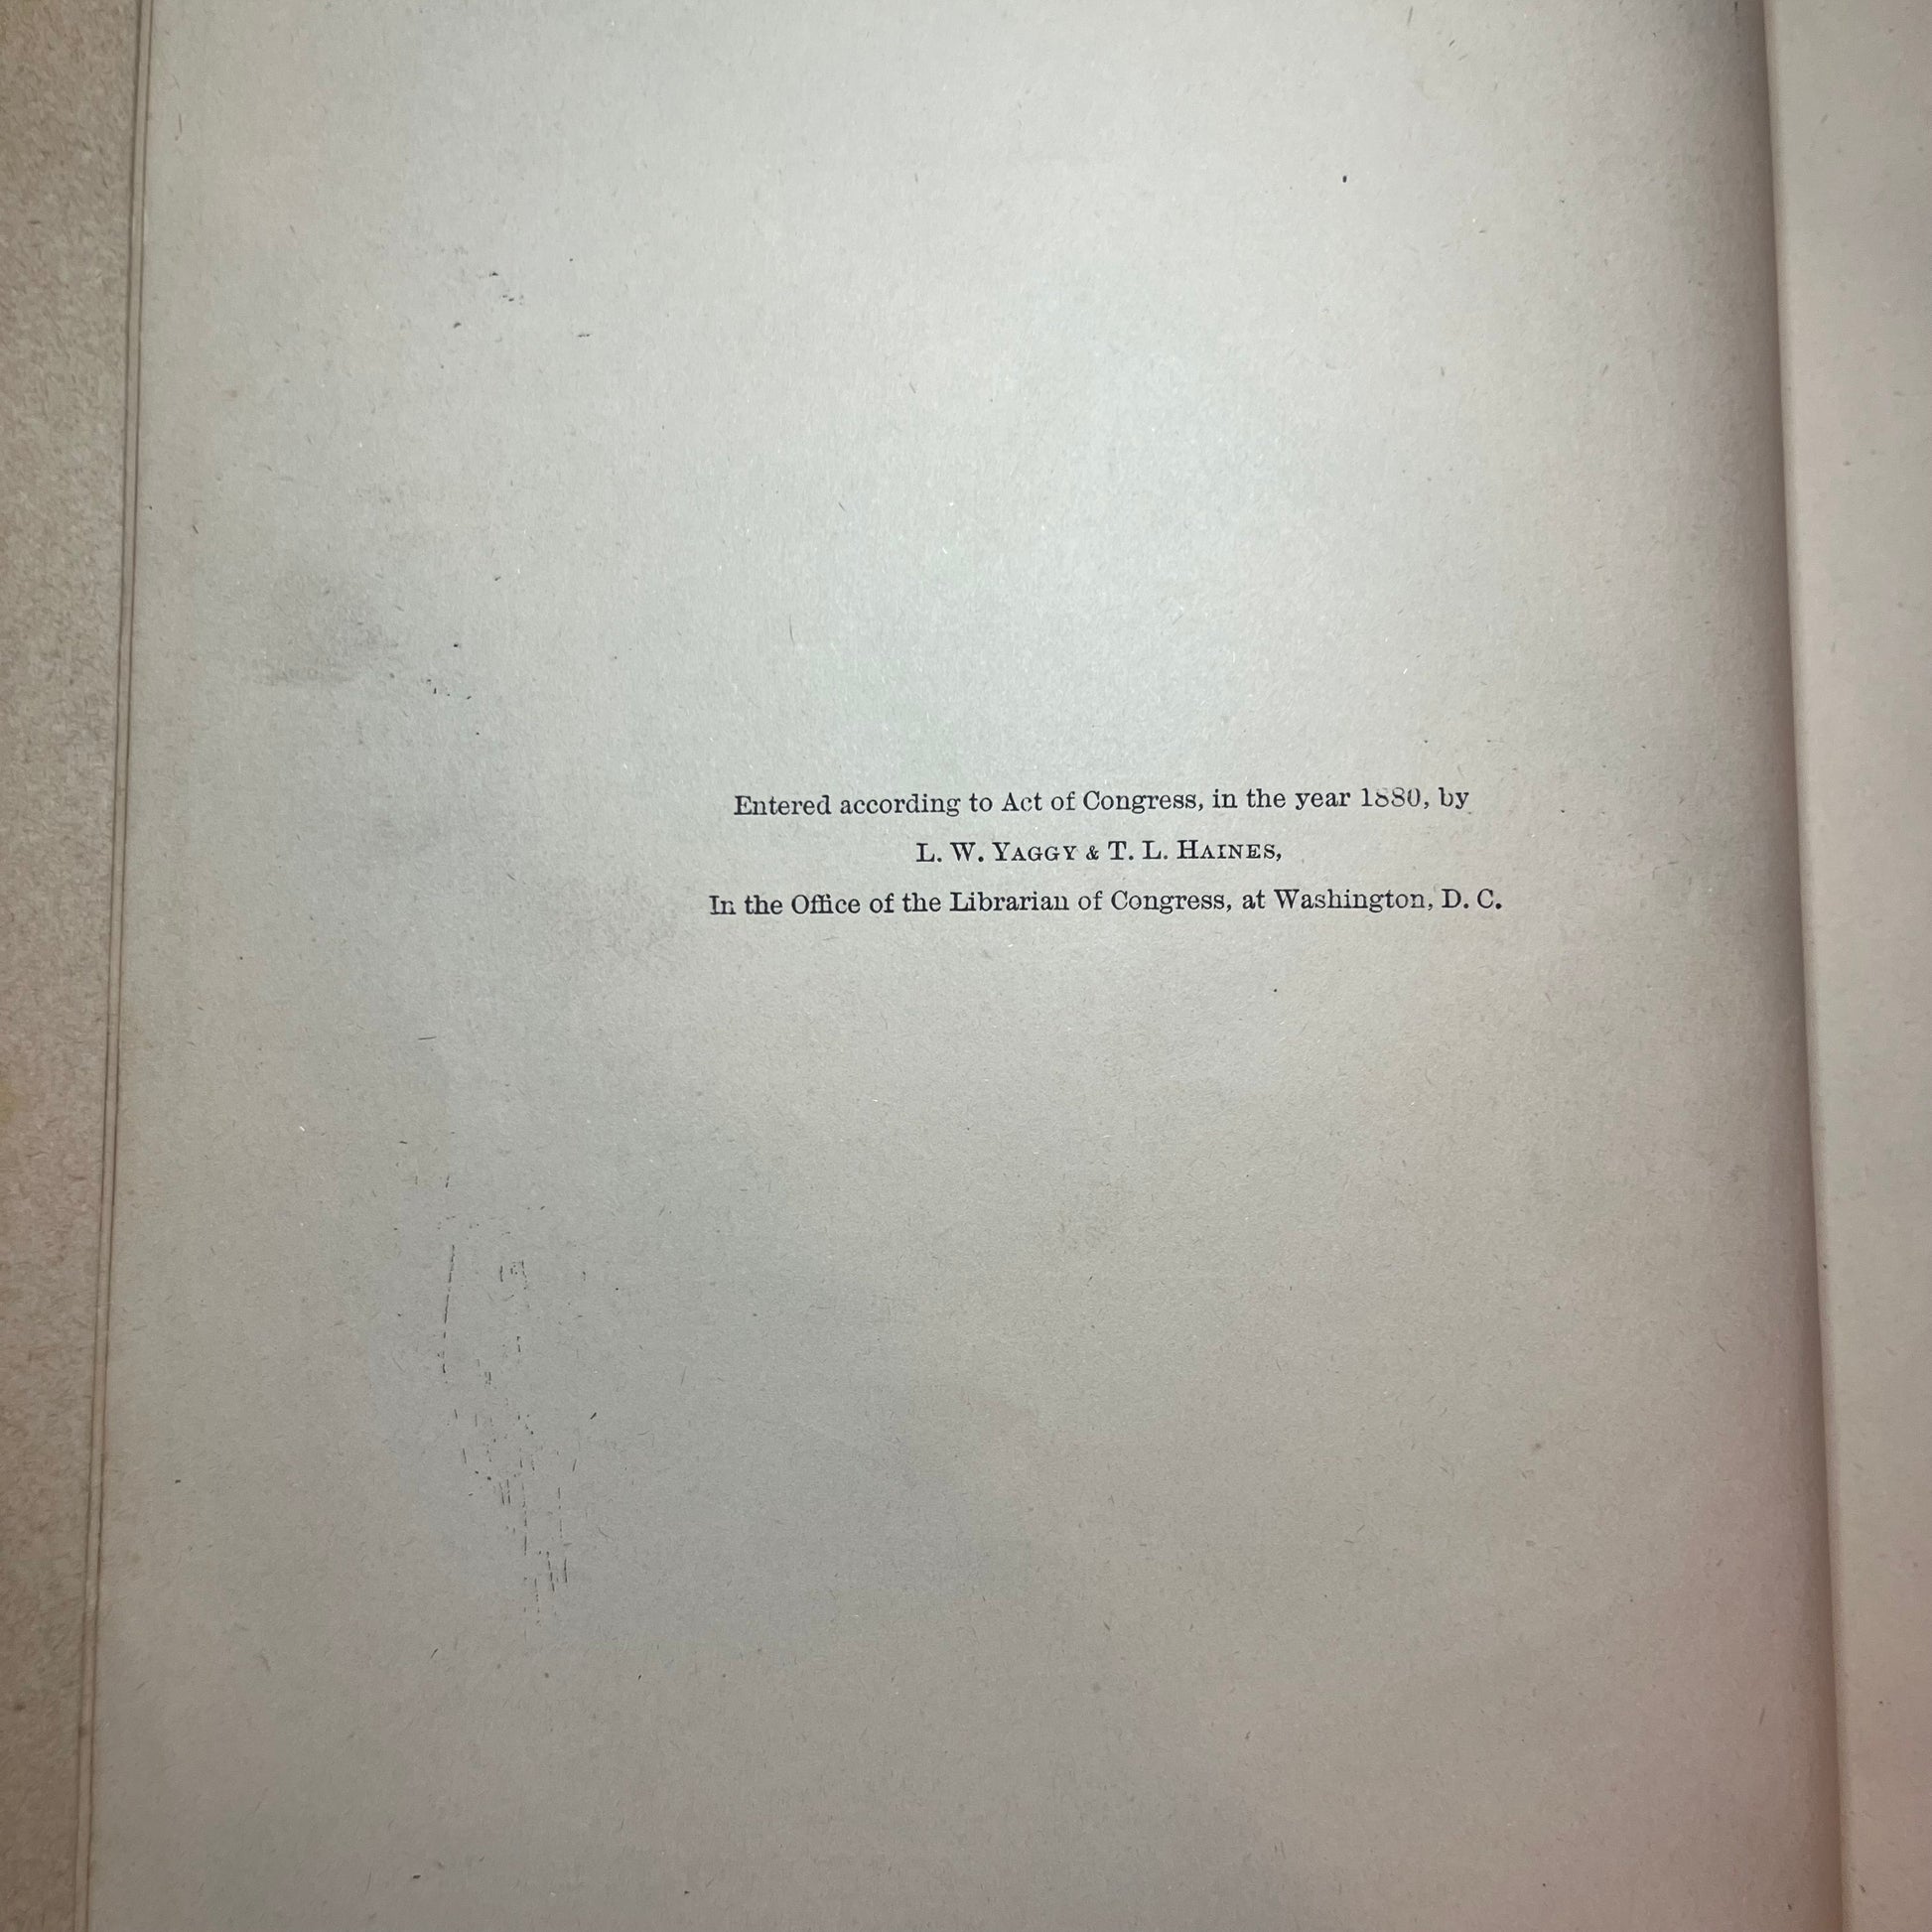 Entered according to Act of Congress, in the year 1880, by
L. W. YAGGY & T. L. HAINES,
In the Office of the Librarian of Congress, at Washington, D. C.